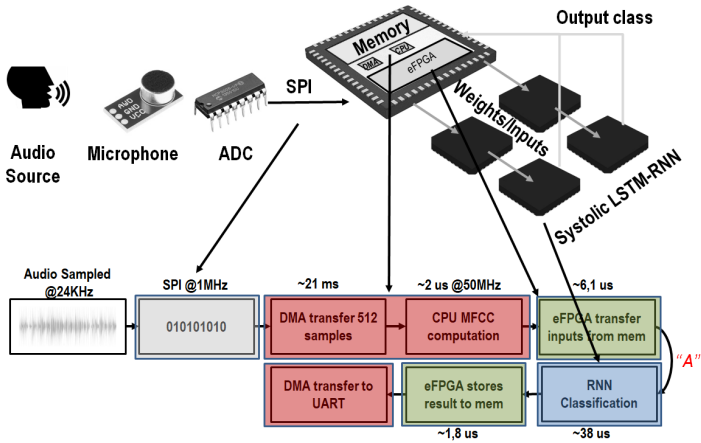 Output class
Memory
DMA
CPU
eFPGA
SPI
AWD
GND
VCC
Weights/Inputs
Audio
Source
Microphone
ADC
Systolic LSTM-RNN
Audio Sampled
@24KHz
SPI @1MHz
~21 ms
~2 us @50MHz
~6,1 us
010101010
DMA transfer 512
samples
CPU MFCC
computation
eFPGA transfer
inputs from mem
“A”
DMA transfer to
UART
eFPGA stores
result to mem
RNN
Classification
~1,8 us
~38 us